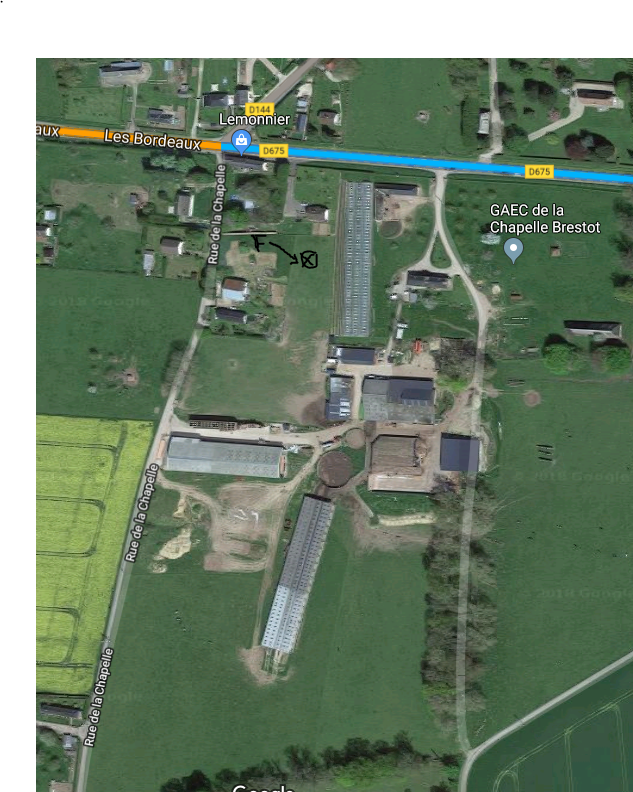 D144
Lemonnier
aux
Les Bordeaux
D675
D675
Rue de la Chapelle
GAEC de la
Chapelle Brestot
Rue de la Chapelle
Rue de la Chapelle
Google